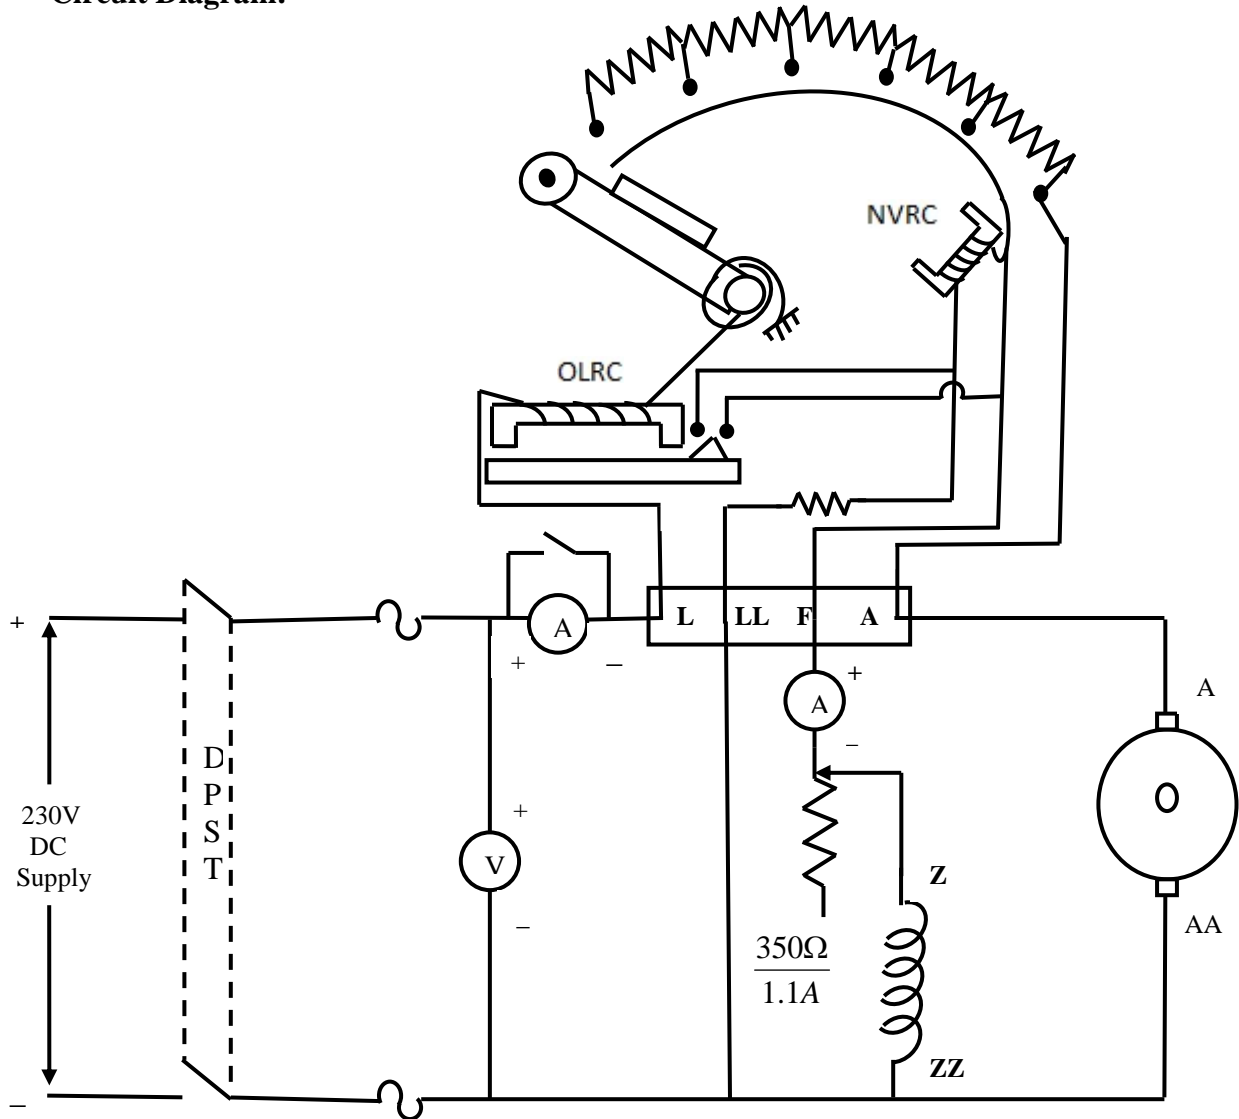 Circuit Diagram:
NVRC
OLRC
L LL F A
+
A
+ –
+
A
–
A
D
P
S
T
230V
DC
Supply
+
V
–
350Ω
1.1A
Z
AA
ZZ
–